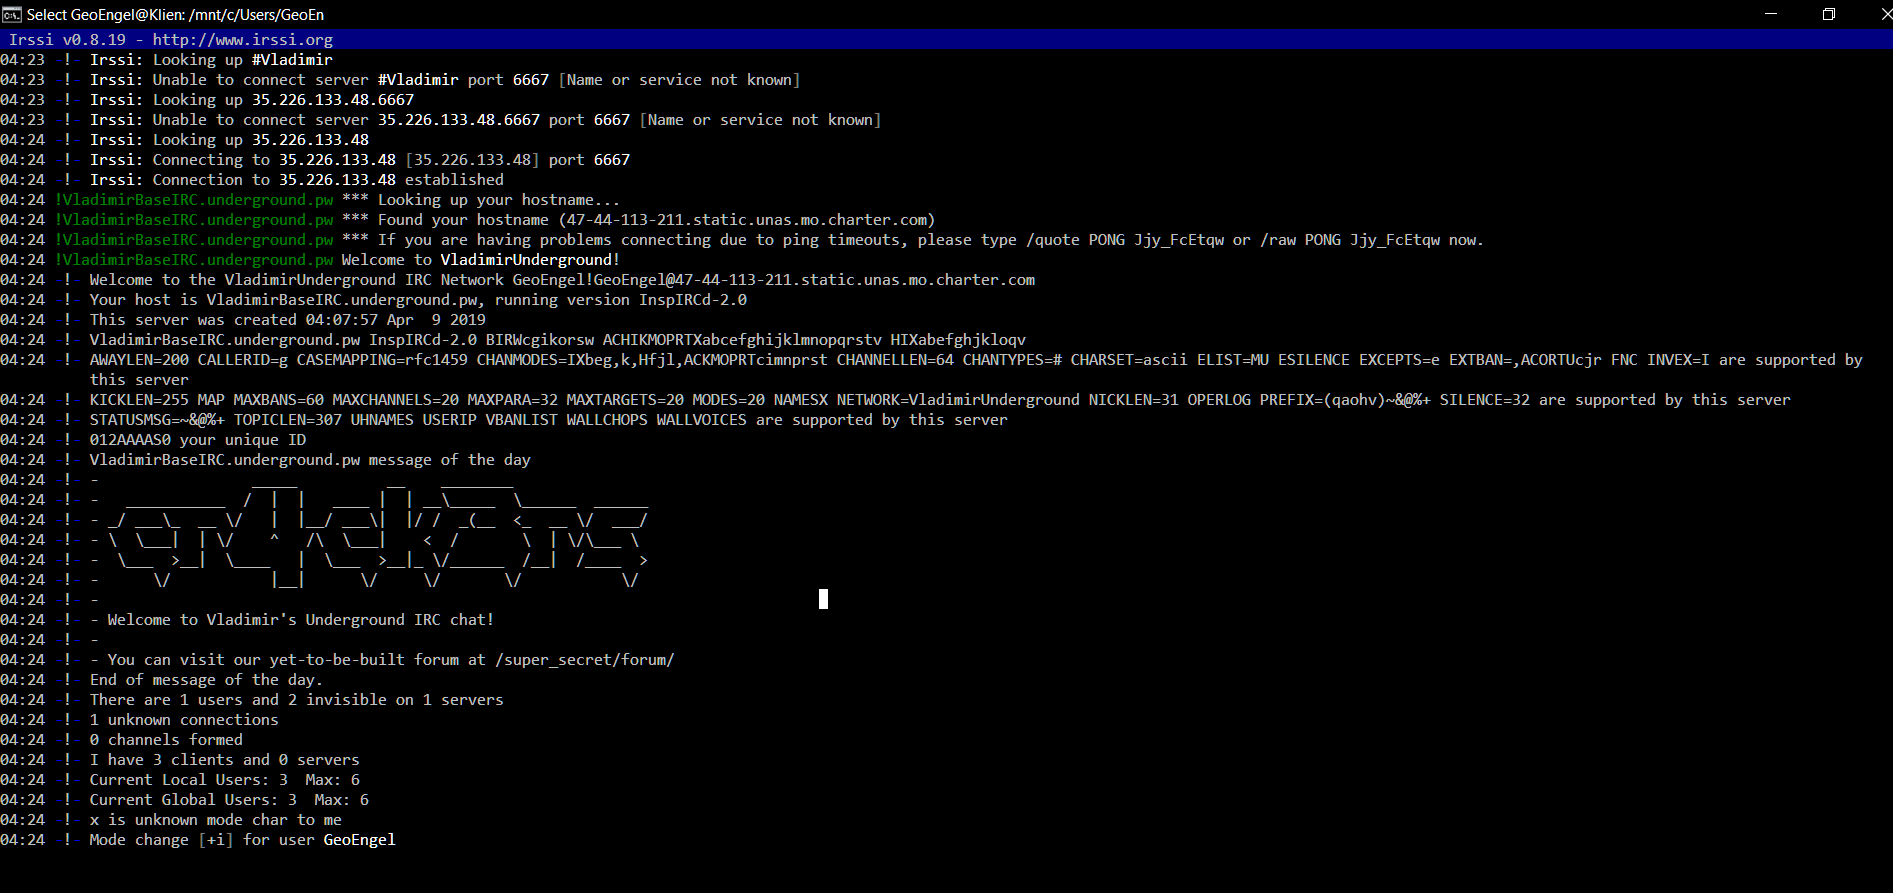 Select GeoEngel@Klien: /mnt/c/Users/GeoEn
Irssi v0.8.19 - http://www.irssi.org
04:23 -!- Irssi: Looking up #Vladimir
04:23 -!- Irssi: Unable to connect server #Vladimir port 6667 [Name or service not known]
04:23 -!- Irssi: Looking up 35.226.133.48.6667
04:23 -!- Irssi: Unable to connect server 35.226.133.48.6667 port 6667 [Name or service not known]
04:24 -!- Irssi: Looking up 35.226.133.48
04:24 -!- Irssi: Connecting to 35.226.133.48 [35.226.133.48] port 6667
04:24 -!- Irssi: Connection to 35.226.133.48 established
04:24 !VladimirBaseIRC.underground.pw *** Looking up your hostname...
04:24 !VladimirBaseIRC.underground.pw *** Found your hostname (47-44-113-211.static.unas.mo.charter.com)
04:24 !VladimirBaseIRC.underground.pw *** If you are having problems connecting due to ping timeouts, please type /quote PONG Jjy_FcEtqw or /raw PONG Jjy_FcEtqw now.
04:24 !VladimirBaseIRC.underground.pw Welcome to VladimirUnderground!
04:24 -!- Welcome to the VladimirUnderground IRC Network GeoEngel!GeoEngel@47-44-113-211.static.unas.mo.charter.com
04:24 -!- Your host is VladimirBaseIRC.underground.pw, running version InspIRCd-2.0
04:24 -!- This server was created 04:07:57 Apr  9 2019
04:24 -!- VladimirBaseIRC.underground.pw InspIRCd-2.0 BIRWcgikorsw ACHIKMOPRTXabcefghijklmnopqrstv HIXabefghjkloqv
04:24 -!- AWAYLEN=200 CALLERID=g CASEMAPPING=rfc1459 CHANMODES=IXbeg,k,Hfjl,ACKMOPRTcimnprst CHANNELLEN=64 CHANTYPES=# CHARSET=ascii ELIST=MU ESILENCE EXCEPTS=e EXTBAN=,ACORTUcjr FNC INVEX=I are supported by
this server
04:24 -!- KICKLEN=255 MAP MAXBANS=60 MAXCHANNELS=20 MAXPARA=32 MAXTARGETS=20 MODES=20 NAMESX NETWORK=VladimirUnderground NICKLEN=31 OPERLOG PREFIX=(qaohv)~&@%+ SILENCE=32 are supported by this server
04:24 -!- STATUSMSG=~&@%+ TOPICLEN=307 UHNAMES USERIP VBANLIST WALLCHOPS WALLVOICES are supported by this server
04:24 -!- 012AAAAS0 your unique ID
04:24 -!- VladimirBaseIRC.underground.pw message of the day
04:24 -!- -
04:24 -!- -
04:24 -!- -
04:24 -!- -
04:24 -!- -
04:24 -!- -
04:24 -!- -
04:24 -!- - Welcome to Vladimir's Underground IRC chat!
04:24 -!- -
04:24 -!- - You can visit our yet-to-be-built forum at /super_secret/forum/
04:24 -!- End of message of the day.
04:24 -!- There are 1 users and 2 invisible on 1 servers
04:24 -!- 1 unknown connections
04:24 -!- 0 channels formed
04:24 -!- I have 3 clients and 0 servers
04:24 -!- Current Local Users: 3  Max: 6
04:24 -!- Current Global Users: 3  Max: 6
04:24 -!- x is unknown mode char to me
04:24 -!- Mode change [+i] for user GeoEngel